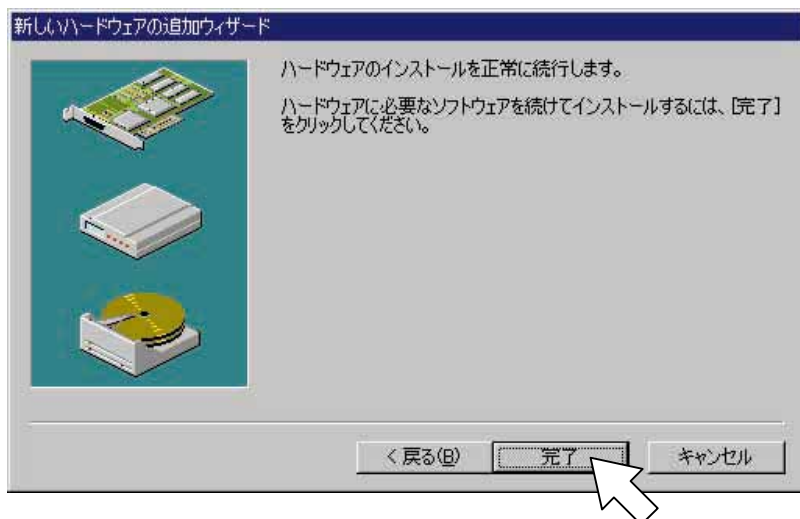 新しいハードウェアの追加ウィザード
ハードウェアのインストールを正常に続行します。
ハードウェアに必要なソフトウェアを続けてインストールするには、[完了]
をクリックしてください。
< 戻る(B)
完了
キャンセル